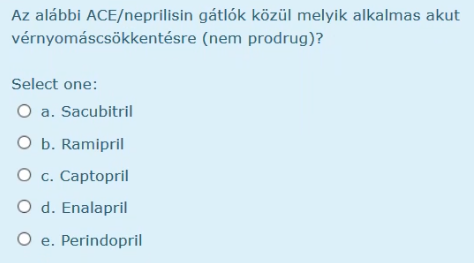 Az alábbi ACE/neprilisin gátlók közül melyik alkalmas akut
vérnyomáscsökkentésre (nem prodrug)?
Select one:
a. Sacubitril
b. Ramipril
c. Captopril
d. Enalapril
e. Perindopril